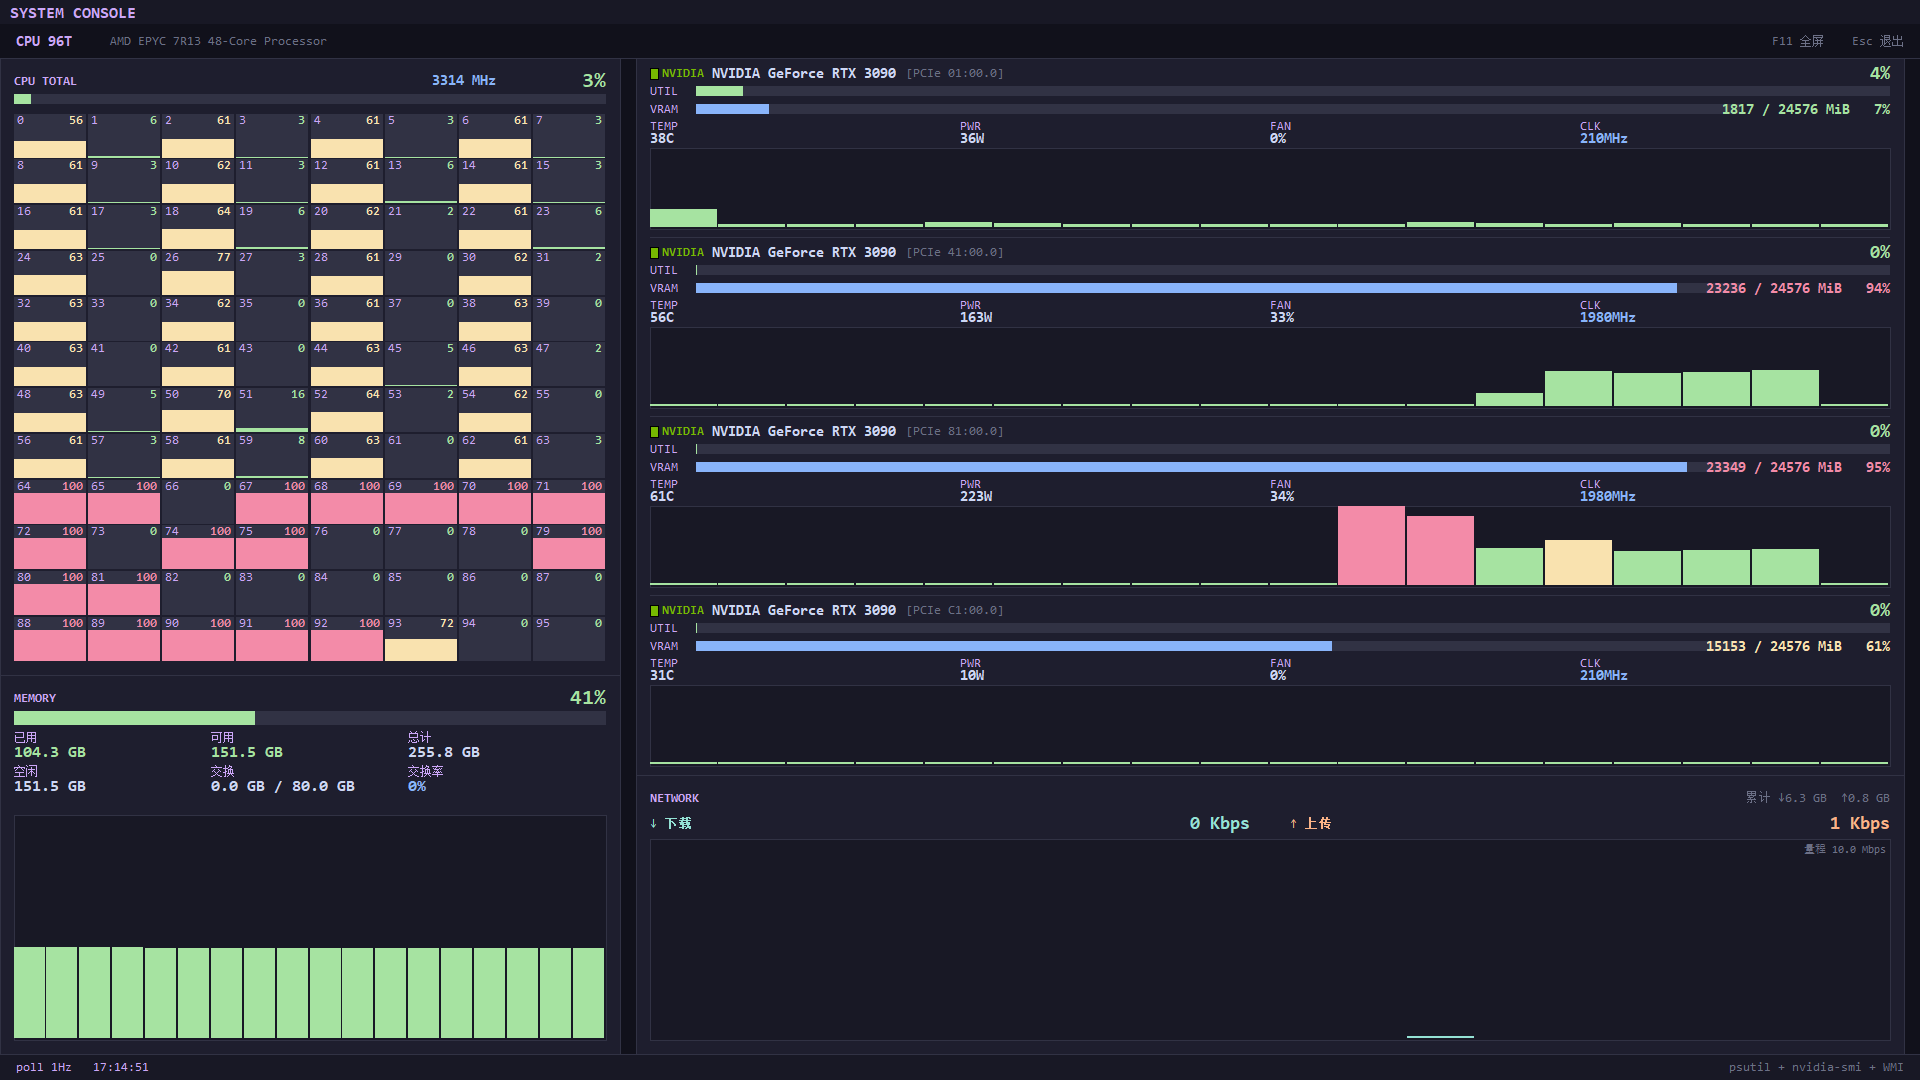 SYSTEM CONSOLE
CPU 96T AMD EPYC 7R13 48-Core Processor F11 全屏 Esc 退出
CPU TOTAL 3314 MHz 3%
0 56 1 6 2 61 3 3 4 61 5 3 6 61 7 3
8 61 9 3 10 62 11 3 12 61 13 6 14 61 15 3
16 61 17 3 18 64 19 6 20 62 21 2 22 61 23 6
24 63 25 0 26 77 27 3 28 61 29 0 30 62 31 2
32 63 33 0 34 62 35 0 36 61 37 0 38 63 39 0
40 63 41 0 42 61 43 0 44 63 45 5 46 63 47 2
48 63 49 5 50 70 51 16 52 64 53 2 54 62 55 0
56 61 57 3 58 61 59 8 60 63 61 0 62 61 63 3
64 100 65 100 66 0 67 100 68 100 69 100 70 100 71 100
72 100 73 0 74 100 75 100 76 0 77 0 78 0 79 100
80 100 81 100 82 0 83 0 84 0 85 0 86 0 87 0
88 100 89 100 90 100 91 100 92 100 93 72 94 0 95 0
MEMORY 41%
已用 可用 总计
104.3 GB 151.5 GB 255.8 GB
空闲 交换 交换率
151.5 GB 0.0 GB / 80.0 GB 0%
NVIDIA NVIDIA GeForce RTX 3090 [PCIe 01:00.0] 4%
UTIL
VRAM 1817 / 24576 MiB 7%
TEMP PWR FAN CLK
38C 36W 0% 210MHz
NVIDIA NVIDIA GeForce RTX 3090 [PCIe 41:00.0] 0%
UTIL
VRAM 23236 / 24576 MiB 94%
TEMP PWR FAN CLK
56C 163W 33% 1980MHz
NVIDIA NVIDIA GeForce RTX 3090 [PCIe 81:00.0] 0%
UTIL
VRAM 23349 / 24576 MiB 95%
TEMP PWR FAN CLK
61C 223W 34% 1980MHz
NVIDIA NVIDIA GeForce RTX 3090 [PCIe C1:00.0] 0%
UTIL
VRAM 15153 / 24576 MiB 61%
TEMP PWR FAN CLK
31C 10W 0% 210MHz
NETWORK 累计 ↓6.3 GB ↑0.8 GB
↓ 下载 0 Kbps ↑ 上传 1 Kbps
量程 10.0 Mbps
poll 1Hz 17:14:51 psutil + nvidia-smi + WMI